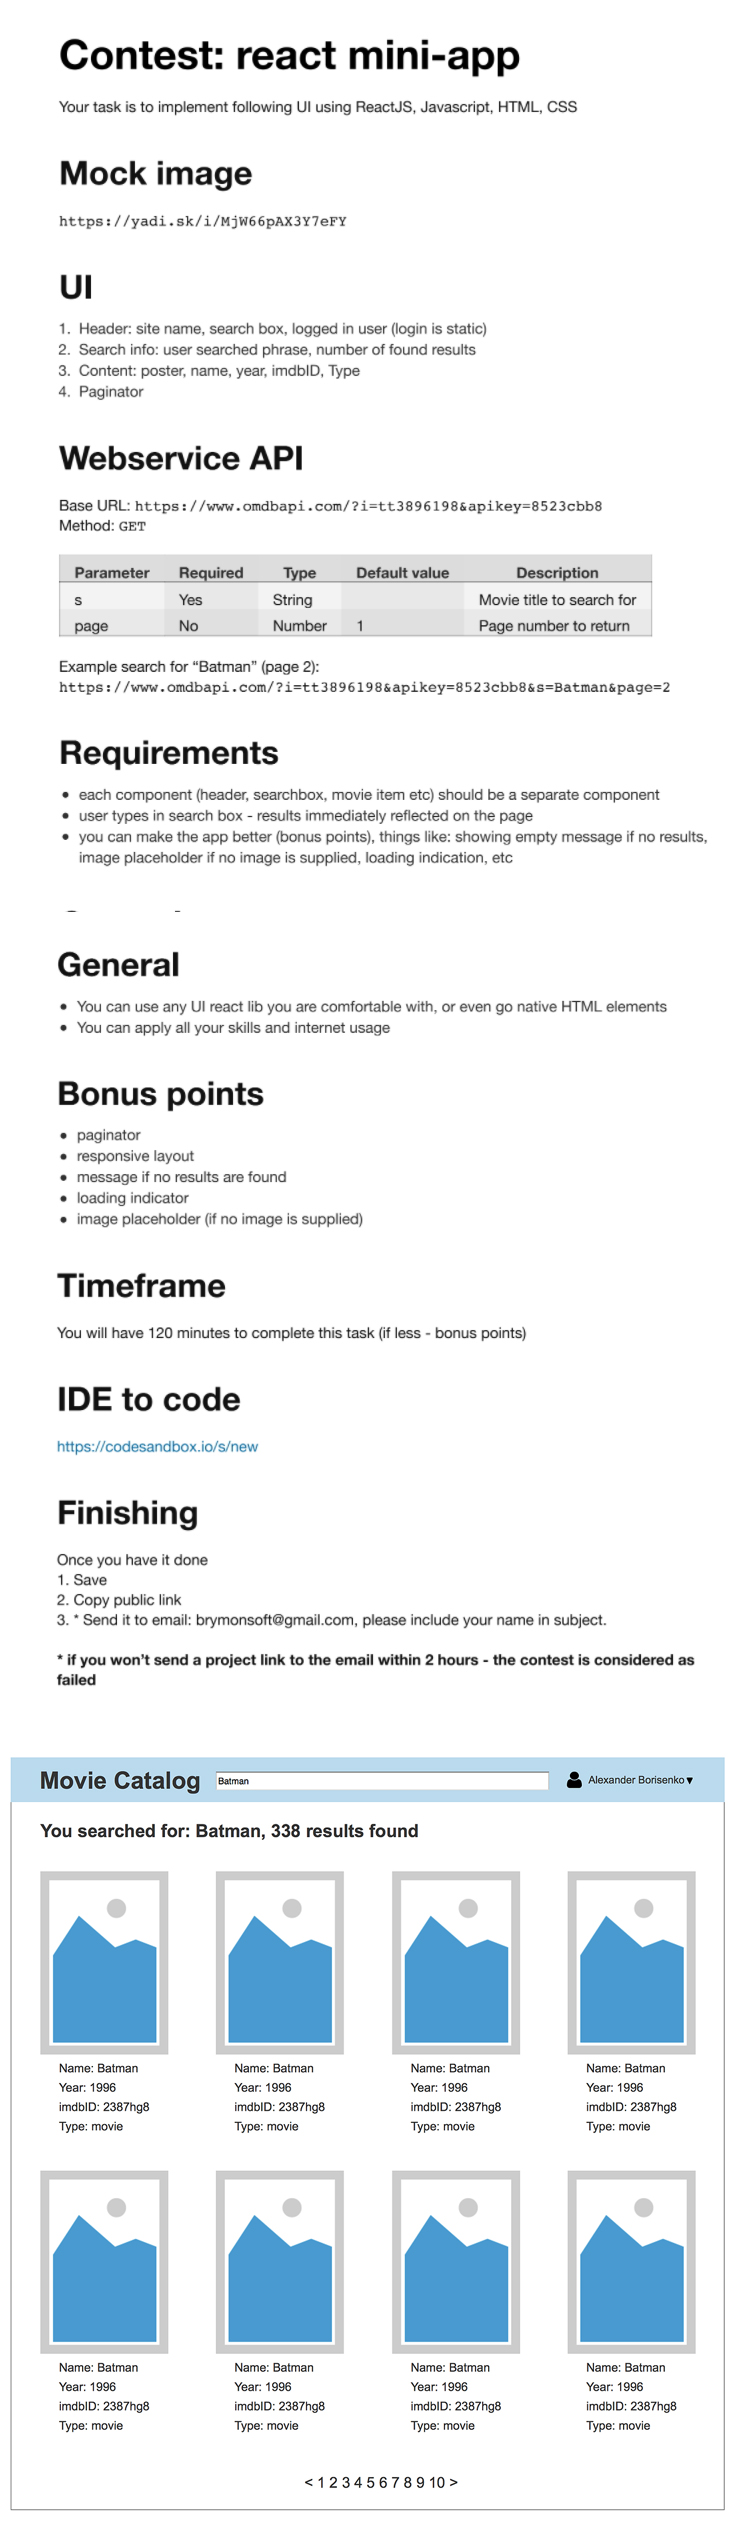 Contest: react mini-app
Your task is to implement following UI using ReactJS, Javascript, HTML, CSS
Mock image
https://yadi.sk/i/MjW66pAX3Y7eFY
UI
1. Header: site name, search box, logged in user (login is static)
2. Search info: user searched phrase, number of found results
3. Content: poster, name, year, imdbID, Type
4. Paginator
Webservice API
Base URL: https://www.omdbapi.com/?i=tt3896198&apikey=8523cbb8
Method: GET
Parameter Required Type Default value Description
s Yes String Movie title to search for
page No Number 1 Page number to return
Example search for “Batman” (page 2):
https://www.omdbapi.com/?i=tt3896198&apikey=8523cbb8&s=Batman&page=2
Requirements
• each component (header, searchbox, movie item etc) should be a separate component
• user types in search box - results immediately reflected on the page
• you can make the app better (bonus points), things like: showing empty message if no results,
image placeholder if no image is supplied, loading indication, etc
General
• You can use any UI react lib you are comfortable with, or even go native HTML elements
• You can apply all your skills and internet usage
Bonus points
• paginator
• responsive layout
• message if no results are found
• loading indicator
• image placeholder (if no image is supplied)
Timeframe
You will have 120 minutes to complete this task (if less - bonus points)
IDE to code
https://codesandbox.io/s/new
Finishing
Once you have it done
1. Save
2. Copy public link
3. * Send it to email: brymonsoft@gmail.com, please include your name in subject.
* if you won’t send a project link to the email within 2 hours - the contest is considered as
failed
Movie Catalog Batman Alexander Borisenko ▼
You searched for: Batman, 338 results found
Name: Batman Name: Batman Name: Batman Name: Batman
Year: 1996 Year: 1996 Year: 1996 Year: 1996
imdbID: 2387hg8 imdbID: 2387hg8 imdbID: 2387hg8 imdbID: 2387hg8
Type: movie Type: movie Type: movie Type: movie
Name: Batman Name: Batman Name: Batman Name: Batman
Year: 1996 Year: 1996 Year: 1996 Year: 1996
imdbID: 2387hg8 imdbID: 2387hg8 imdbID: 2387hg8 imdbID: 2387hg8
Type: movie Type: movie Type: movie Type: movie
< 1 2 3 4 5 6 7 8 9 10 >